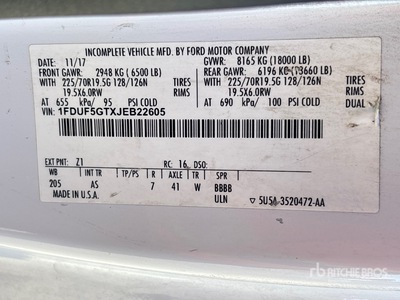 INCOMPLETE VEHICLE MFD. BY FORD MOTOR COMPANY
DATE: 11/17 GVWR: 8165 KG (18000 LB)
FRONT GAWR: 2948 KG ( 6500 LB) REAR GAWR: 6196 KG (13660 LB)
225/70R19.5G 128/126N TIRES 225/70R19.5G 128/126N TIRES
19.5X6.0RW RIMS 19.5X6.0RW RIMS
AT 655 kPa/ 95 PSI COLD AT 690 kPa/ 100 PSI COLD DUAL
VIN: 1FDUF5GTXJEB22605
EXT PNT: Z1 RC: 16 DSO:
WB INT TR TP/PS R AXLE TR SPR
205 AS 7 41 W BBBB
MADE IN U.S.A. ULN ▽ 5U5A-3520472-AA
rb ritchie bros.